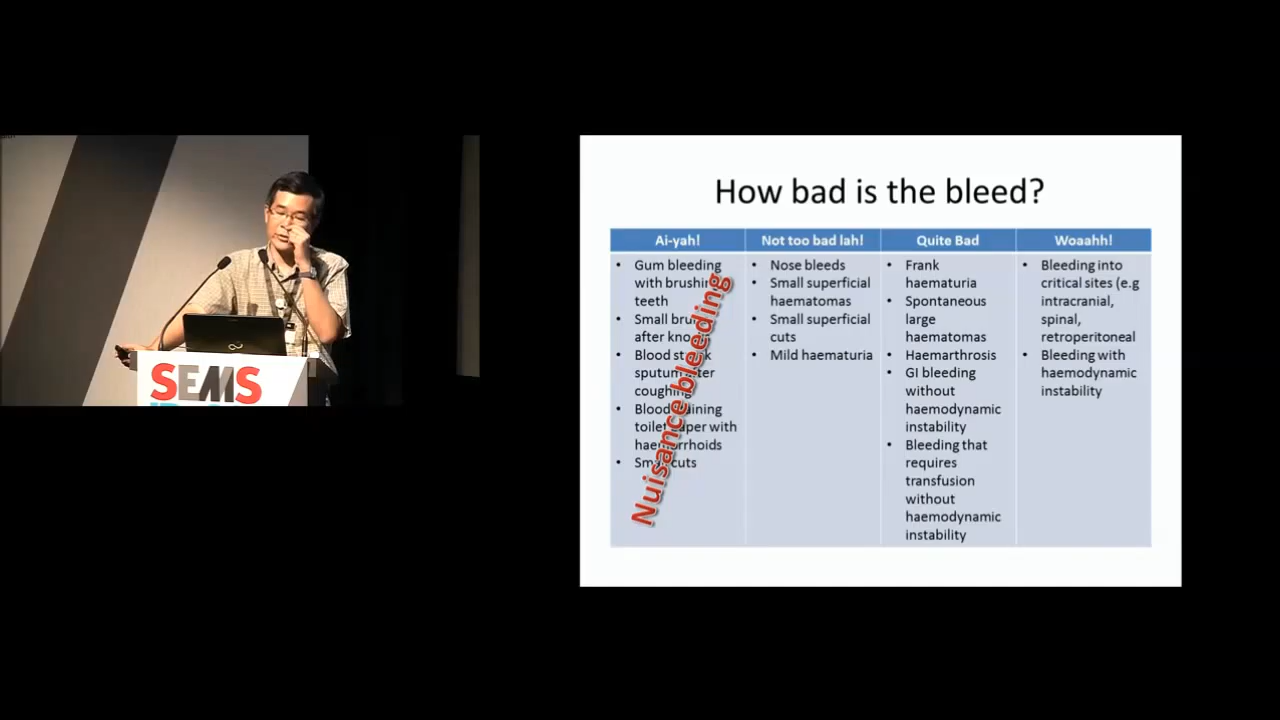 SEMS
How bad is the bleed?
Ai-yah!
Not too bad lah!
Quite Bad
Woaahh!
• Gum bleeding
with brushing
teeth
• Small
after
• Blood
sputum after
coughing
• Blood staining
toilet paper with
haemorrhoids
• Small cuts
Nuisance bleeding
• Nose bleeds
• Small superficial
haematomas
• Small superficial
cuts
• Mild haematuria
• Frank
haematuria
• Spontaneous
large
haematomas
• Haemarthrosis
• GI bleeding
without
haemodynamic
instability
• Bleeding that
requires
transfusion
without
haemodynamic
instability
• Bleeding into
critical sites (e.g
intracranial,
spinal,
retroperitoneal
• Bleeding with
haemodynamic
instability